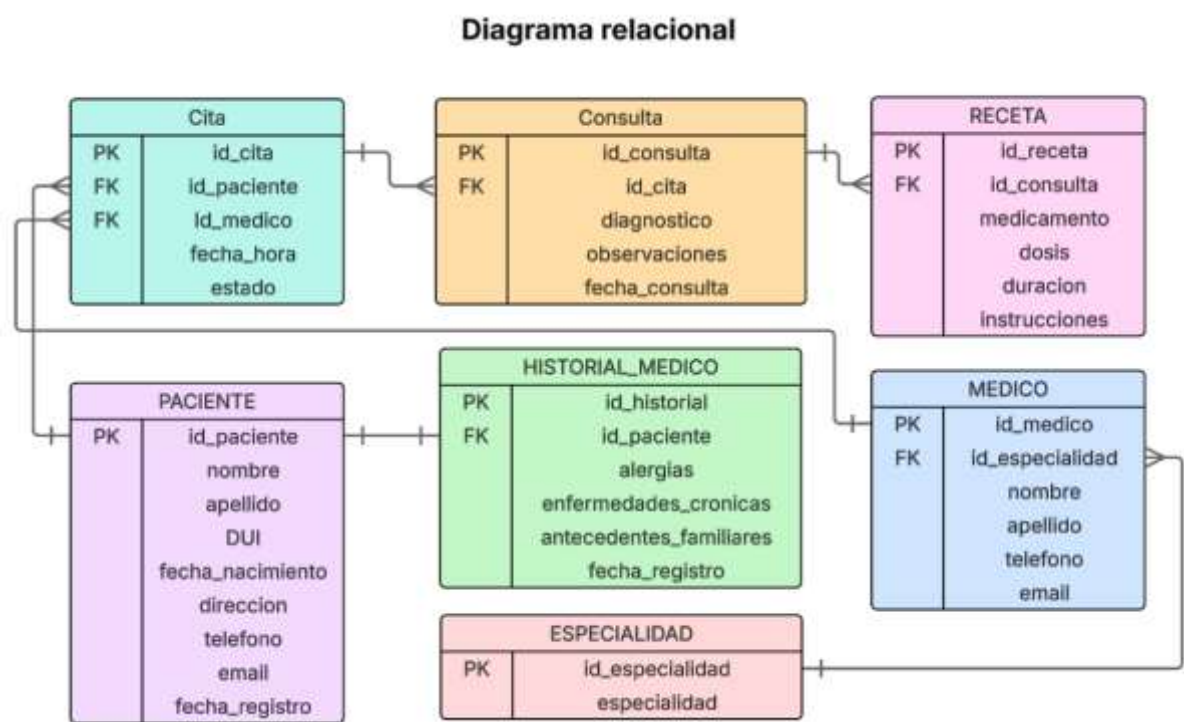 Diagrama relacional
Cita
PK id_cita
FK id_paciente
FK Id_medico
fecha_hora
estado
Consulta
PK id_consulta
FK id_cita
diagnostico
observaciones
fecha_consulta
RECETA
PK id_receta
FK id_consulta
medicamento
dosis
duracion
instrucciones
PACIENTE
PK id_paciente
nombre
apellido
DUI
fecha_nacimiento
direccion
telefono
email
fecha_registro
HISTORIAL_MEDICO
PK id_historial
FK id_paciente
alergias
enfermedades_cronicas
antecedentes_familiares
fecha_registro
MEDICO
PK id_medico
FK id_especialidad
nombre
apellido
telefono
email
ESPECIALIDAD
PK id_especialidad
especialidad